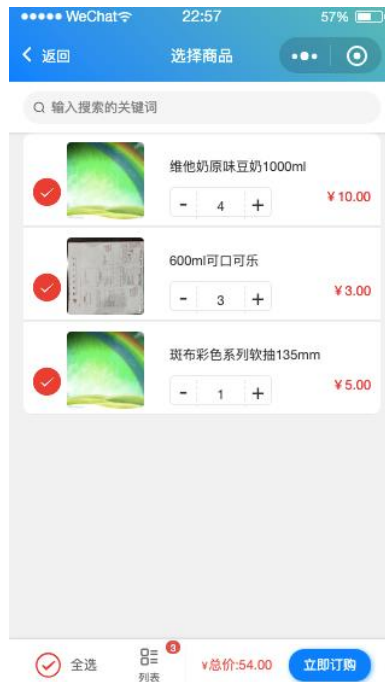 WeChat 22:57 57%
返回 选择商品
输入搜索的关键词
维他奶原味豆奶1000ml
- 4 + ¥10.00
600ml可口可乐
- 3 + ¥3.00
斑布彩色系列软抽135mm
- 1 + ¥5.00
3
全选 列表 ¥总价:54.00 立即订购